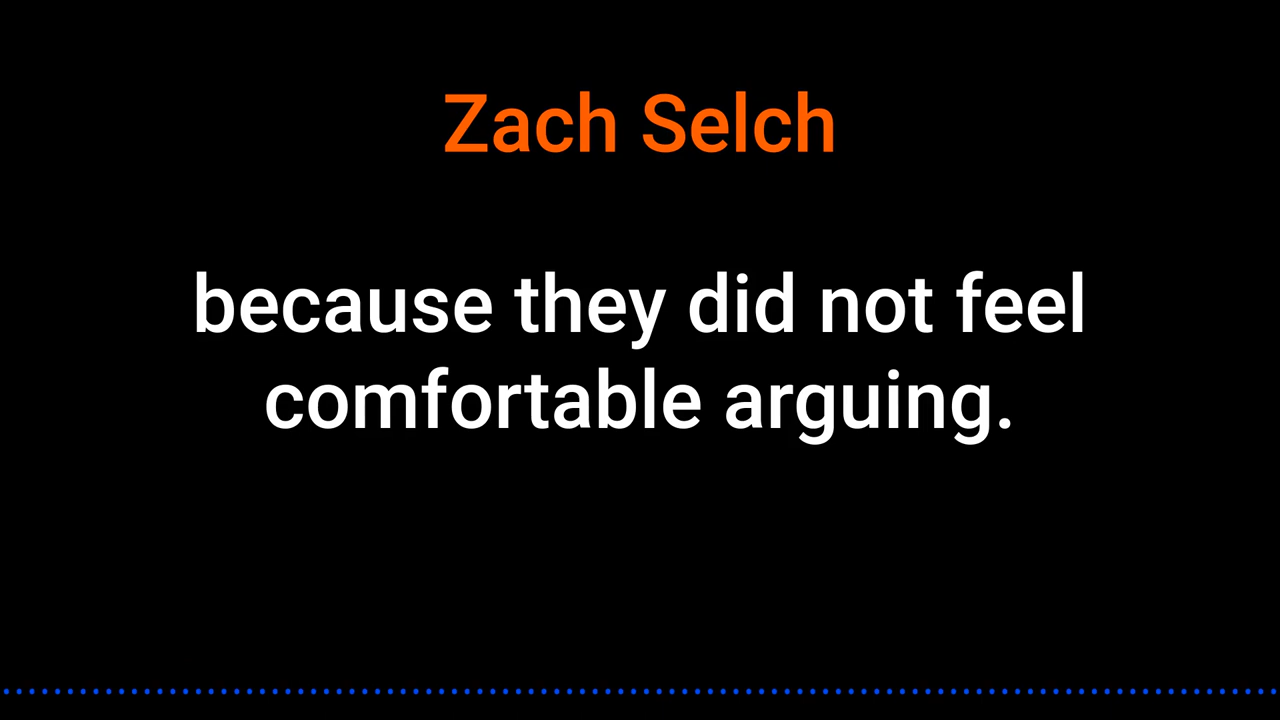 Zach Selch
because they did not feel
comfortable arguing.